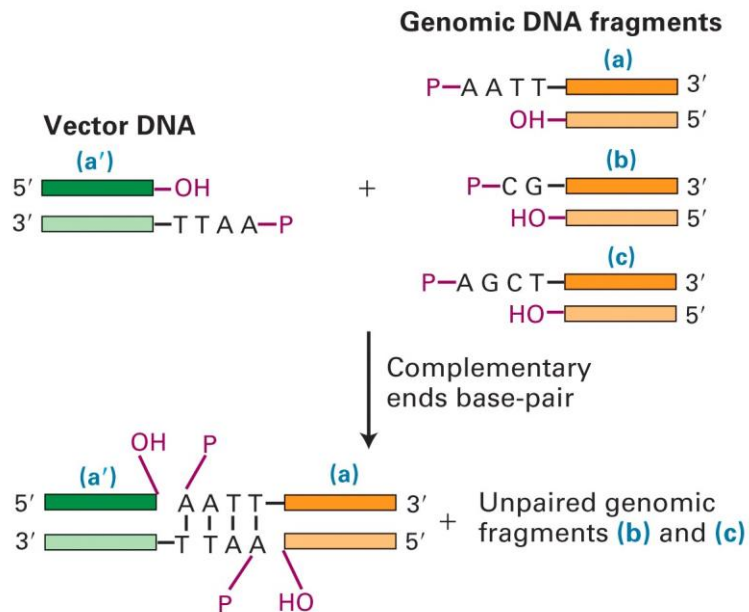 Genomic DNA fragments
(a)
P–A A T T– 3′
OH– 5′
Vector DNA
(a′)
5′ –OH
3′ –T T A A–P
+
(b)
P–C G– 3′
HO– 5′
(c)
P–A G C T– 3′
HO– 5′
Complementary
ends base-pair
OH P
(a′) (a)
5′ A A T T– 3′
3′ –T T A A 5′
P HO
+ Unpaired genomic
fragments (b) and (c)